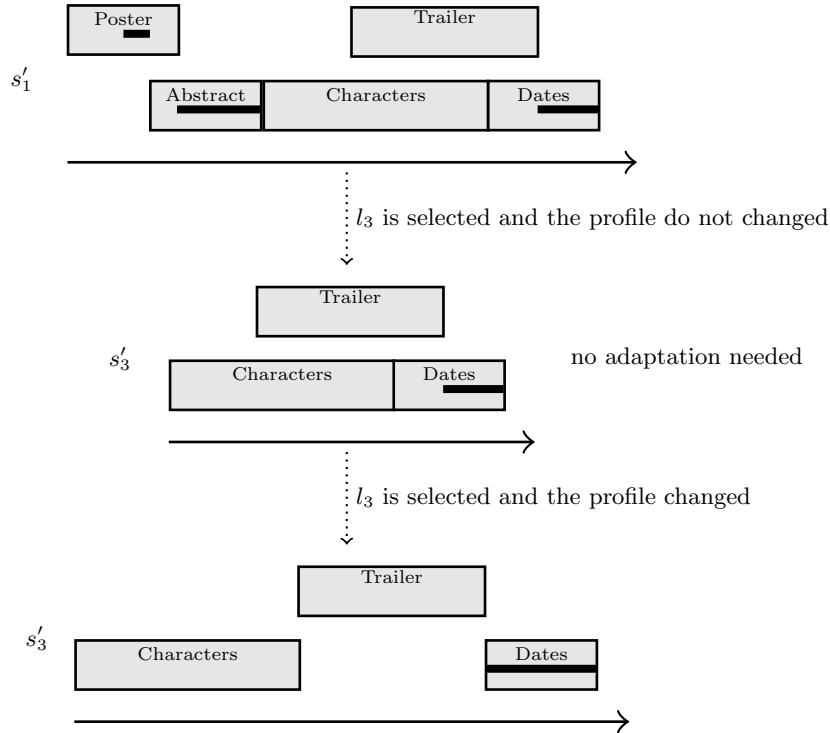 Poster
Trailer
s′₁
Abstract
Characters
Dates
l₃ is selected and the profile do not changed
Trailer
s′₃
no adaptation needed
Characters
Dates
l₃ is selected and the profile changed
Trailer
s′₃
Characters
Dates